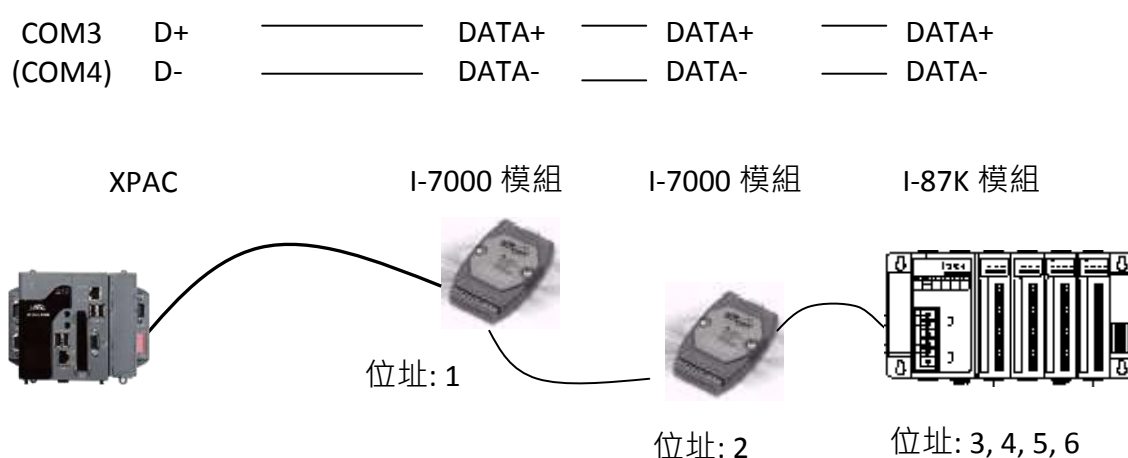 COM3 D+ DATA+ DATA+ DATA+
(COM4) D- DATA- DATA- DATA-
XPAC I-7000 模組 I-7000 模組 I-87K 模組
位址: 1
位址: 2
位址: 3, 4, 5, 6